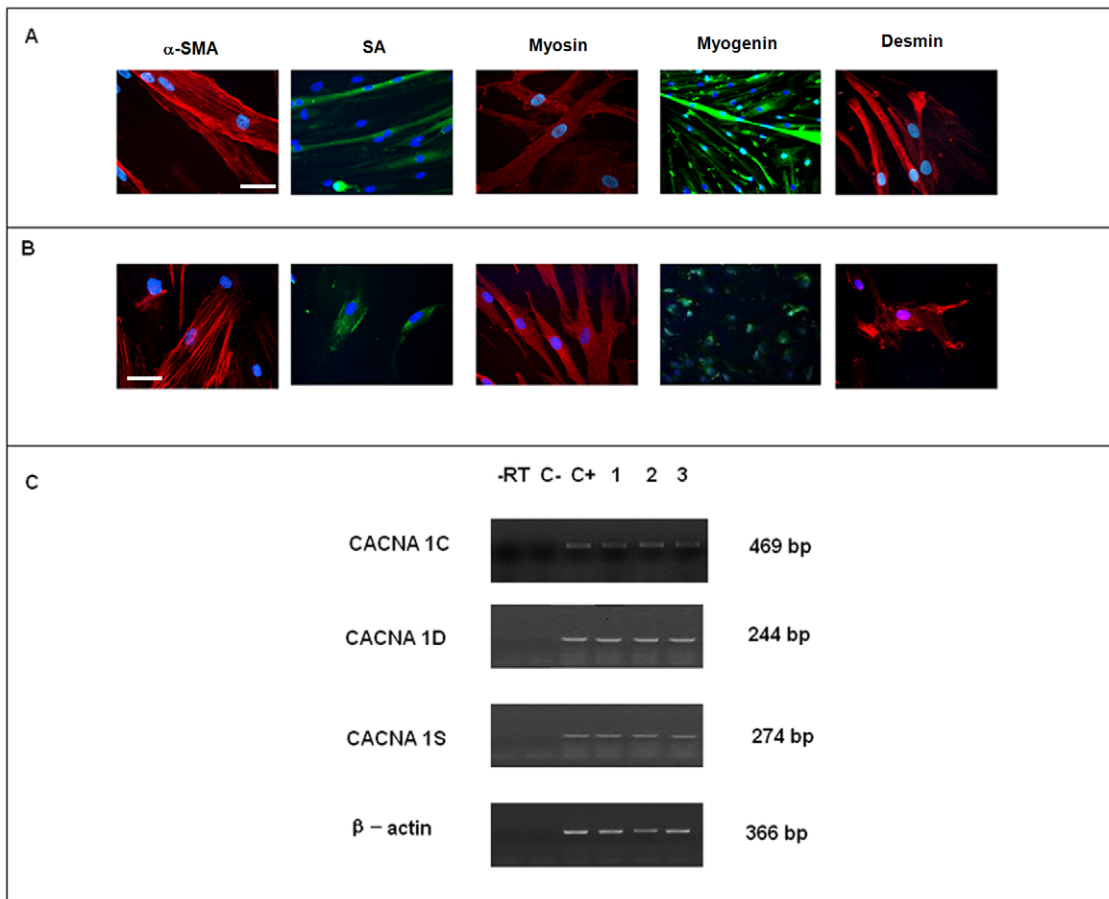 A
α-SMA SA Myosin Myogenin Desmin
B
C
-RT C- C+ 1 2 3
CACNA 1C 469 bp
CACNA 1D 244 bp
CACNA 1S 274 bp
β – actin 366 bp